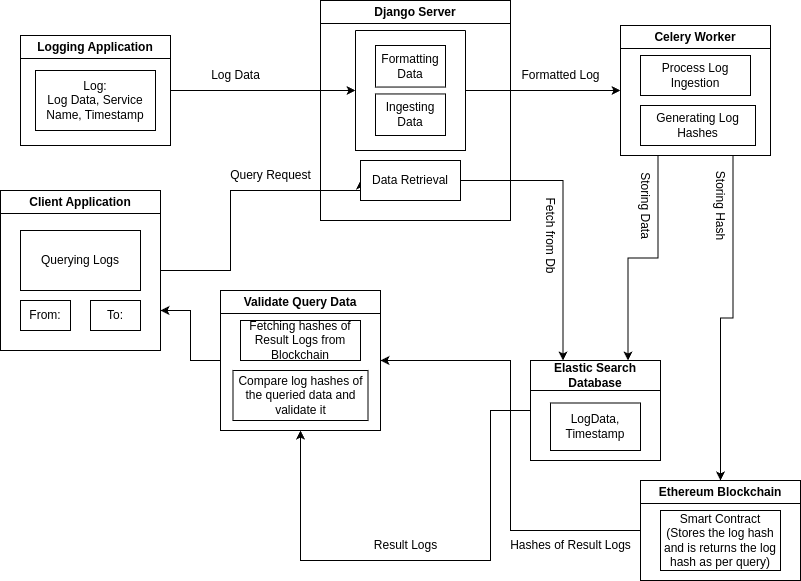 Django Server
Logging Application
Log:
Log Data, Service
Name, Timestamp
Log Data
Formatting
Data
Ingesting
Data
Formatted Log
Celery Worker
Process Log
Ingestion
Generating Log
Hashes
Data Retrieval
Query Request
Client Application
Querying Logs
From:
To:
Fetch from Db
Storing Data
Storing Hash
Validate Query Data
Fetching hashes of
Result Logs from
Blockchain
Compare log hashes of
the queried data and
validate it
Elastic Search
Database
LogData,
Timestamp
Ethereum Blockchain
Smart Contract
(Stores the log hash
and is returns the log
hash as per query)
Result Logs
Hashes of Result Logs